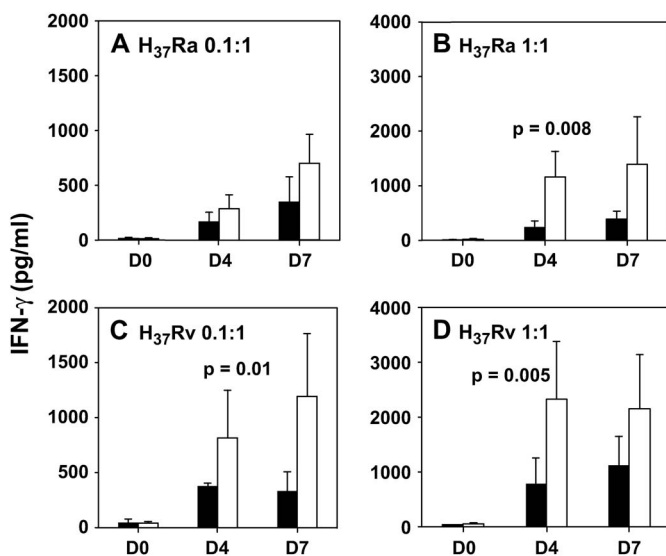 IFN-γ (pg/ml)
A H₃₇Ra 0.1:1
2000
1500
1000
500
0
D0 D4 D7
B H₃₇Ra 1:1
4000
3000
p = 0.008
2000
1000
0
D0 D4 D7
C H₃₇Rv 0.1:1
2000
1500
p = 0.01
1000
500
0
D0 D4 D7
D H₃₇Rv 1:1
4000
3000
p = 0.005
2000
1000
0
D0 D4 D7